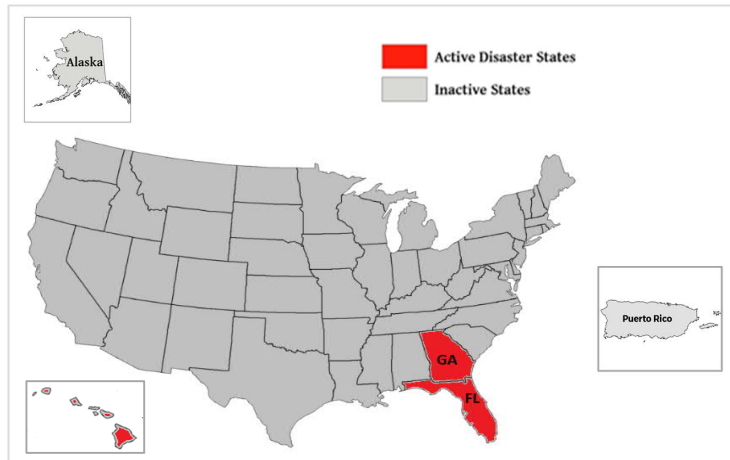 Alaska
Active Disaster States
Inactive States
Puerto Rico
GA
FL